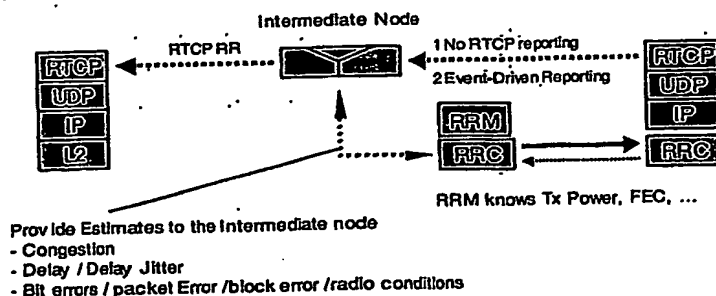 Intermediate Node
RTCP RR
1 No RTCP reporting
2 Event-Driven Reporting
RTCP
UDP
IP
L2
RRM
RRC
RTCP
UDP
IP
RRC
RRM knows Tx Power, FEC, ...
Provide Estimates to the Intermediate node
- Congestion
- Delay / Delay Jitter
- Bit errors / packet Error / block error / radio conditions